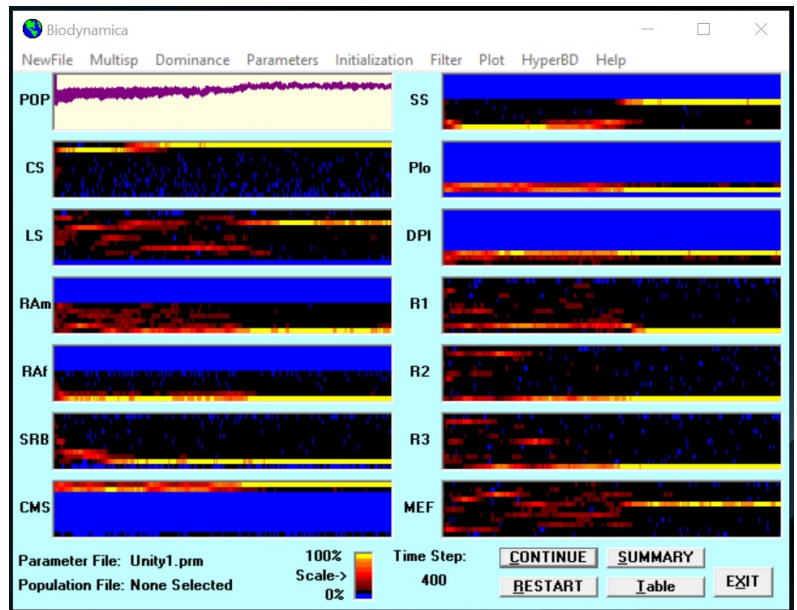 Biodynamica
NewFile Multisp Dominance Parameters Initialization Filter Plot HyperBD Help
POP
CS
LS
RAm
RAf
SRB
CMS
SS
Plo
DPI
R1
R2
R3
MEF
Parameter File: Unity1.prm
Population File: None Selected
100%
Scale->
0%
Time Step:
400
CONTINUE SUMMARY
RESTART Table EXIT